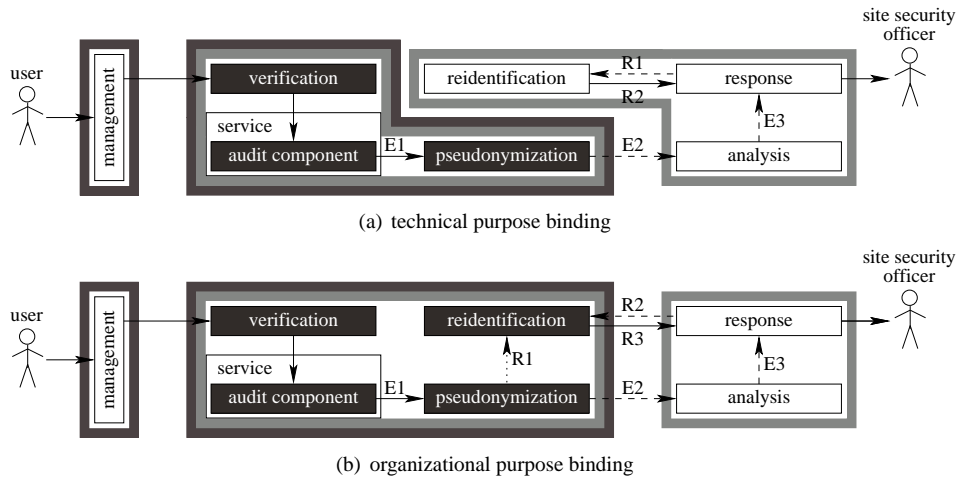 site security
officer
user
management
verification
reidentification
R1
R2
response
service
E3
audit component
E1
pseudonymization
E2
analysis
(a) technical purpose binding
site security
officer
user
management
verification
reidentification
R2
R3
response
service
R1
E3
audit component
E1
pseudonymization
E2
analysis
(b) organizational purpose binding